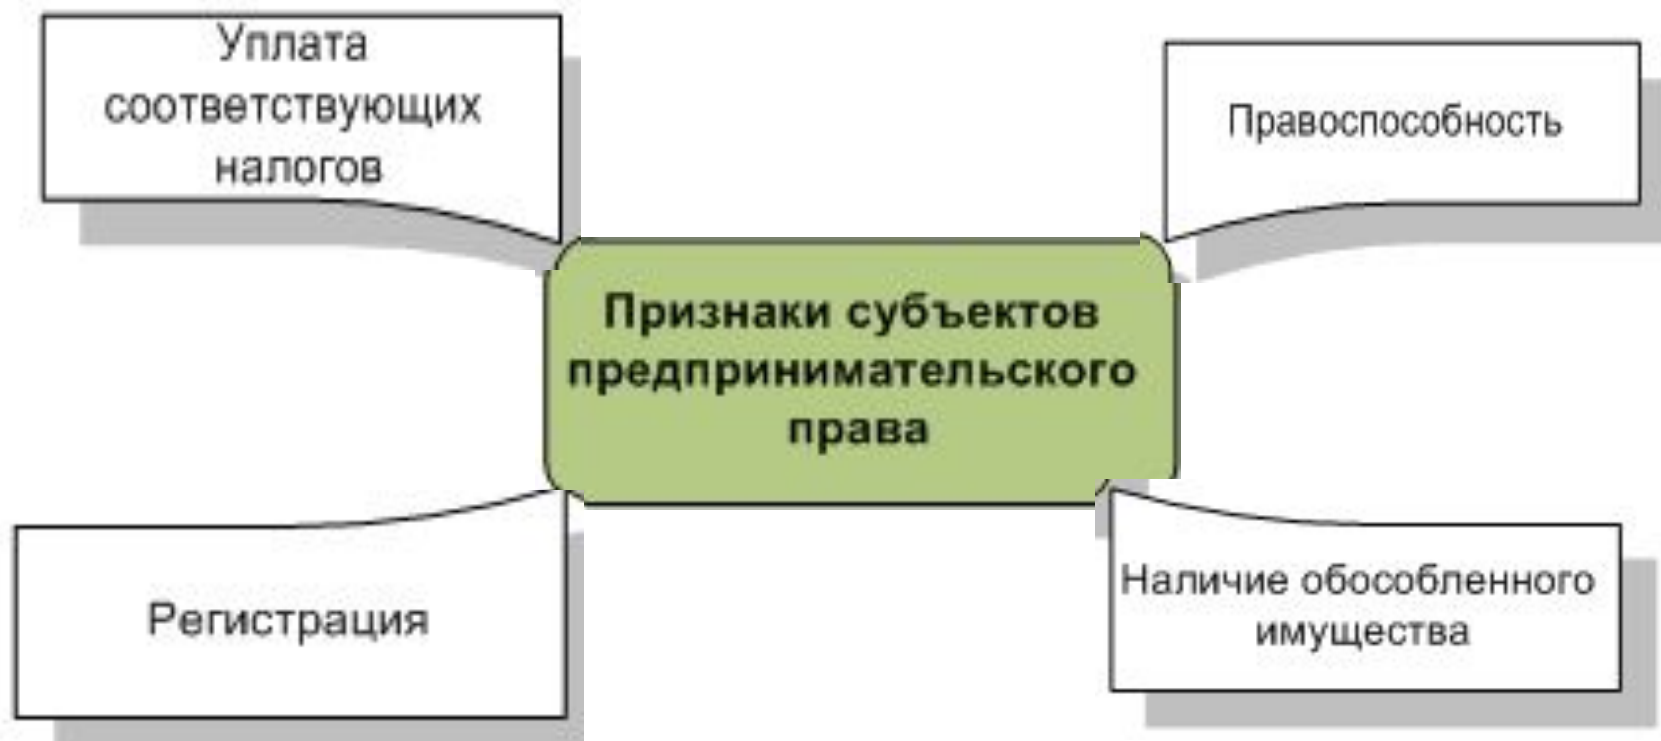 Уплата
соответствующих
налогов
Правоспособность
Признаки субъектов
предпринимательского
права
Регистрация
Наличие обособленного
имущества